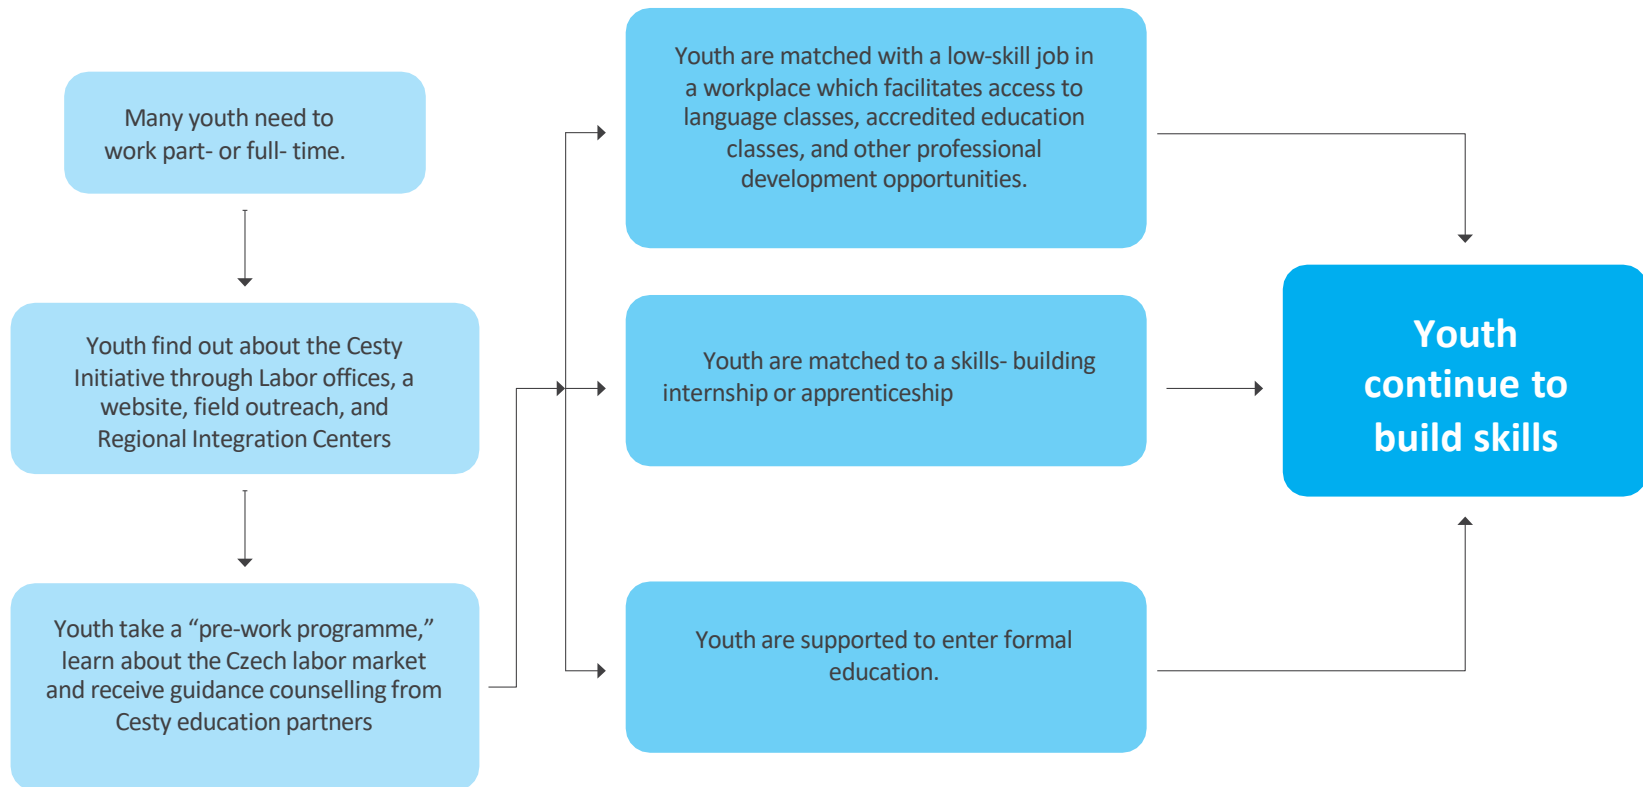 Many youth need to
work part- or full- time.
Youth find out about the Cesty
Initiative through Labor offices, a
website, field outreach, and
Regional Integration Centers
Youth take a “pre-work programme,”
learn about the Czech labor market
and receive guidance counselling from
Cesty education partners
Youth are matched with a low-skill job in
a workplace which facilitates access to
language classes, accredited education
classes, and other professional
development opportunities.
Youth are matched to a skills- building
internship or apprenticeship
Youth are supported to enter formal
education.
Youth
continue to
build skills